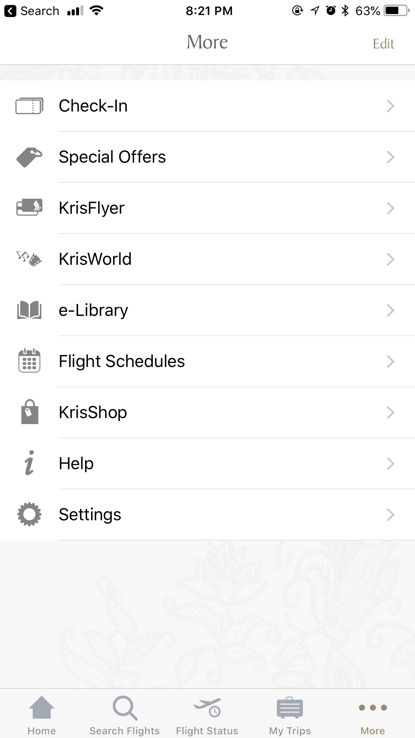 Search 8:21 PM 63%
More Edit
Check-In
Special Offers
KrisFlyer
KrisWorld
e-Library
Flight Schedules
KrisShop
Help
Settings
Home Search Flights Flight Status My Trips More